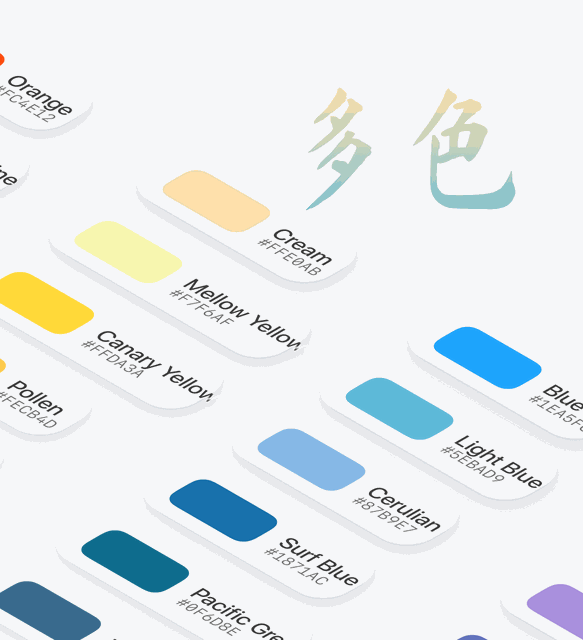 多色
Orange
#FC4E12
Cream
#FFE0AB
Mellow Yellow
#F7F6AF
Canary Yellow
#FFDA3A
Pollen
#FECB4D
Blue
Light Blue
#5EBAD9
Cerulian
#87B9E7
Surf Blue
#1871AC
Pacific Gre
#0F6D8E